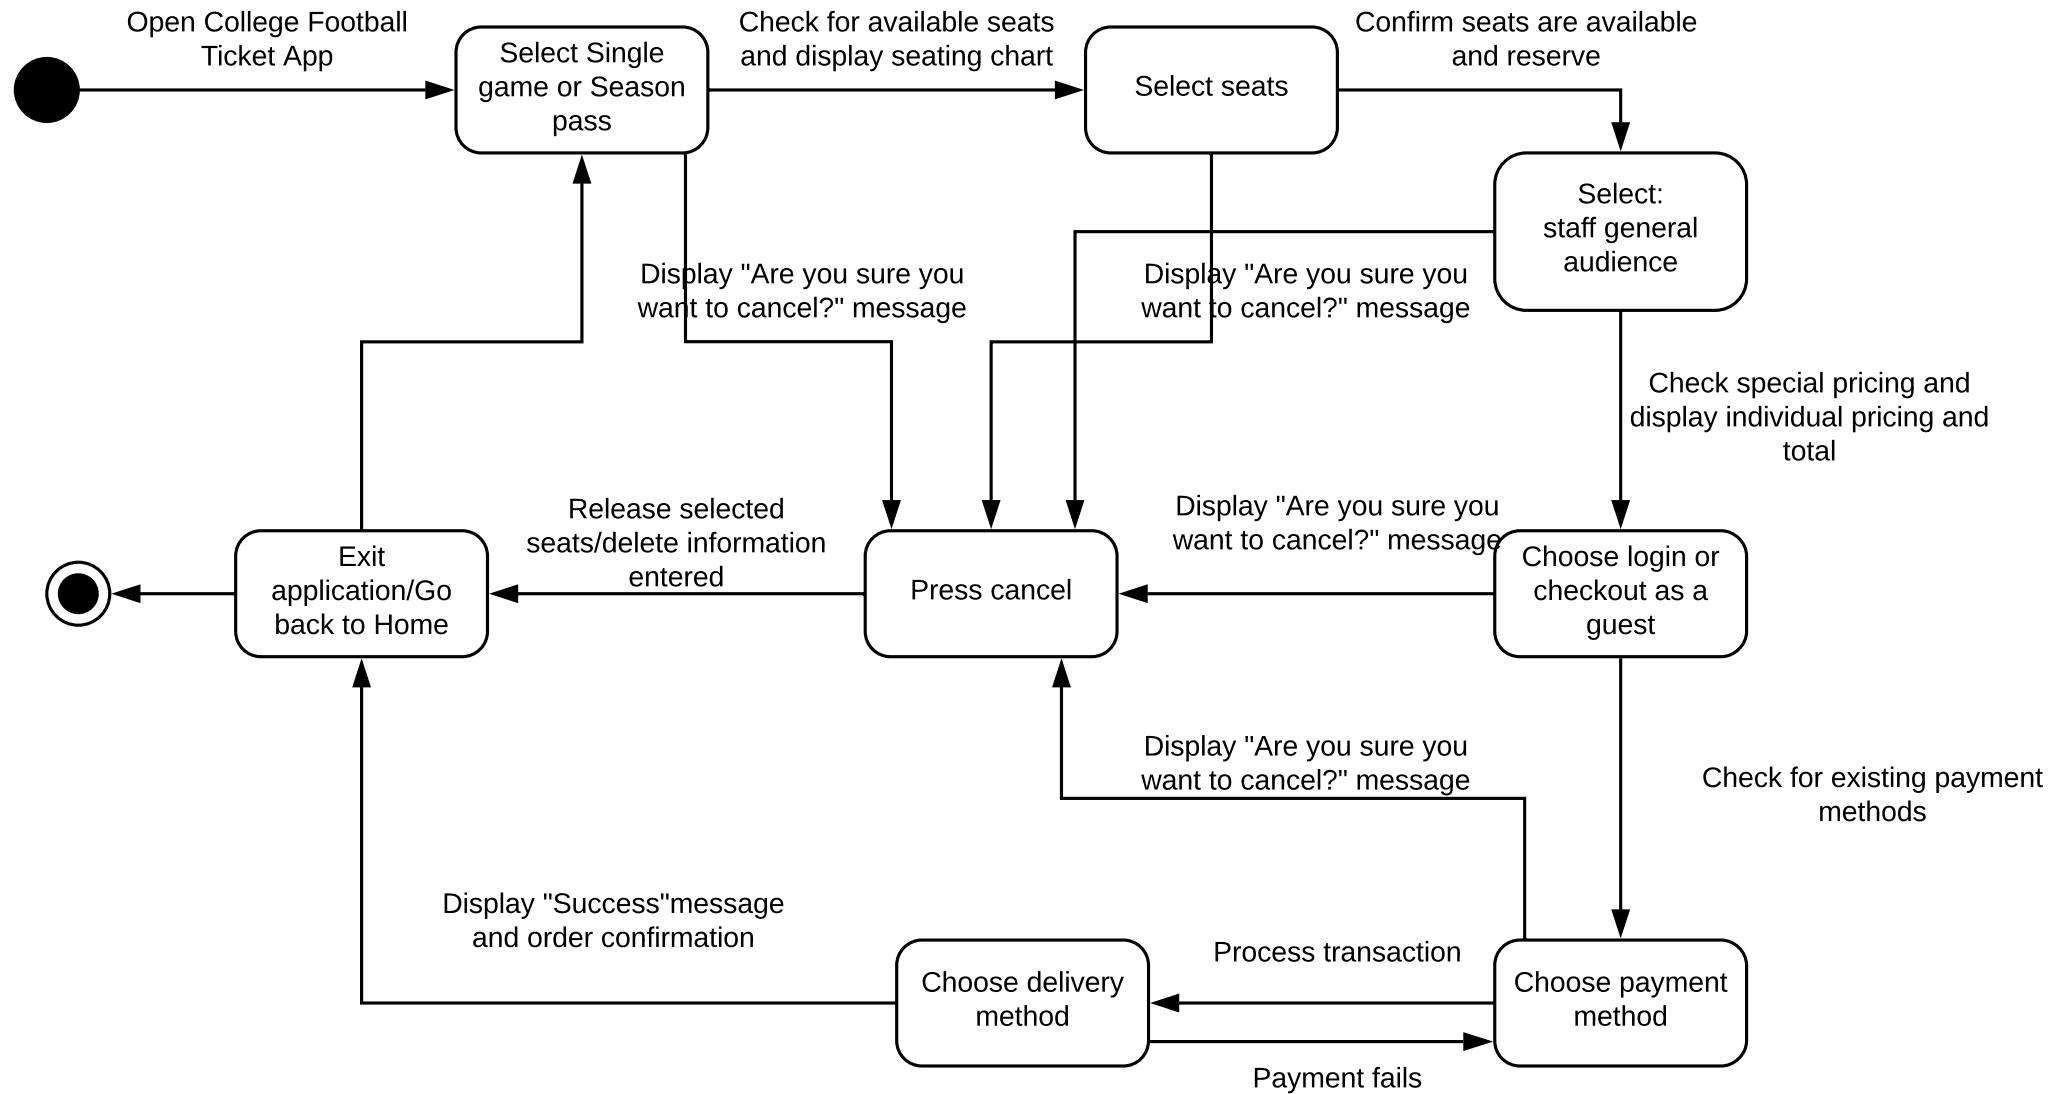 Open College Football
Ticket App
Select Single
game or Season
pass
Check for available seats
and display seating chart
Select seats
Confirm seats are available
and reserve
Select:
staff general
audience
Display "Are you sure you
want to cancel?" message
Display "Are you sure you
want to cancel?" message
Check special pricing and
display individual pricing and
total
Exit
application/Go
back to Home
Release selected
seats/delete information
entered
Press cancel
Display "Are you sure you
want to cancel?" message
Choose login or
checkout as a
guest
Display "Are you sure you
want to cancel?" message
Check for existing payment
methods
Display "Success"message
and order confirmation
Choose delivery
method
Process transaction
Choose payment
method
Payment fails